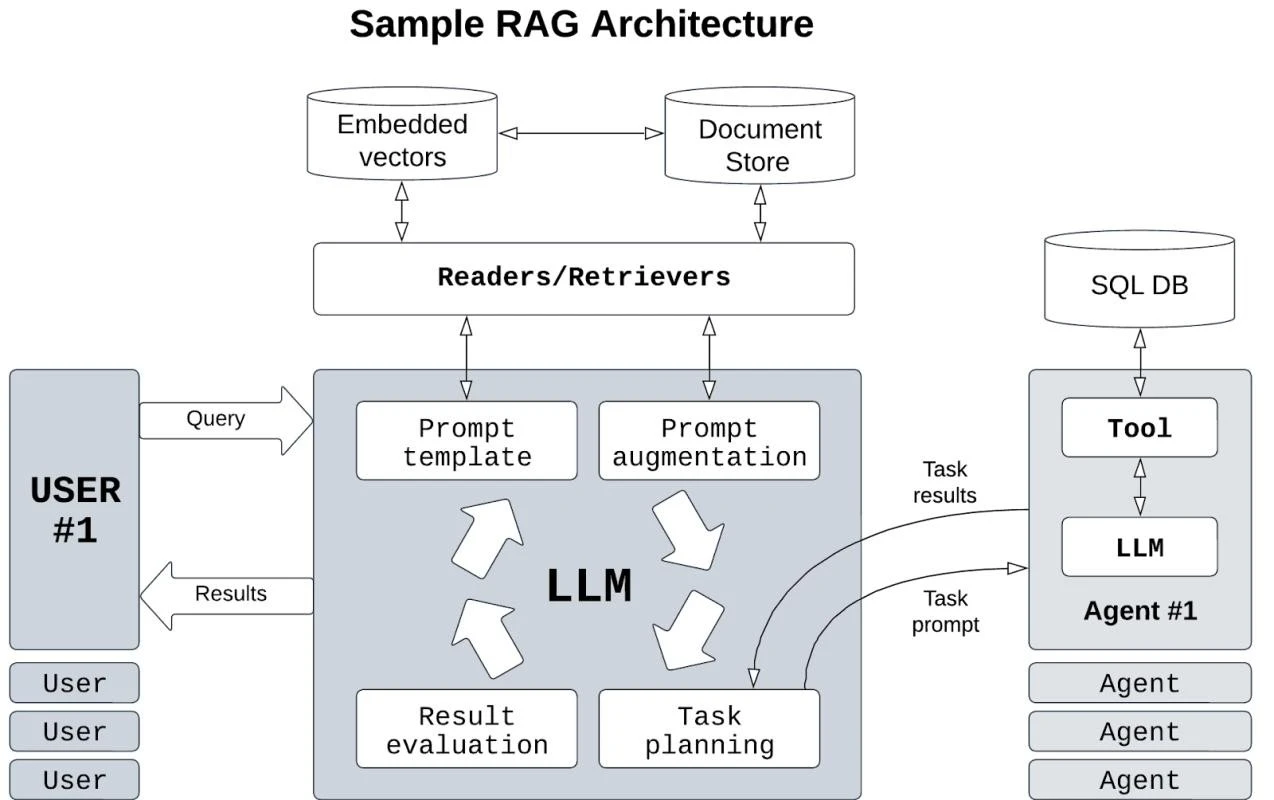 Sample RAG Architecture
Embedded
vectors
Document
Store
Readers/Retrievers
SQL DB
Query
Prompt
template
Prompt
augmentation
Tool
USER
#1
Task
results
LLM
LLM
Results
Task
prompt
Agent #1
User
User
User
Result
evaluation
Task
planning
Agent
Agent
Agent